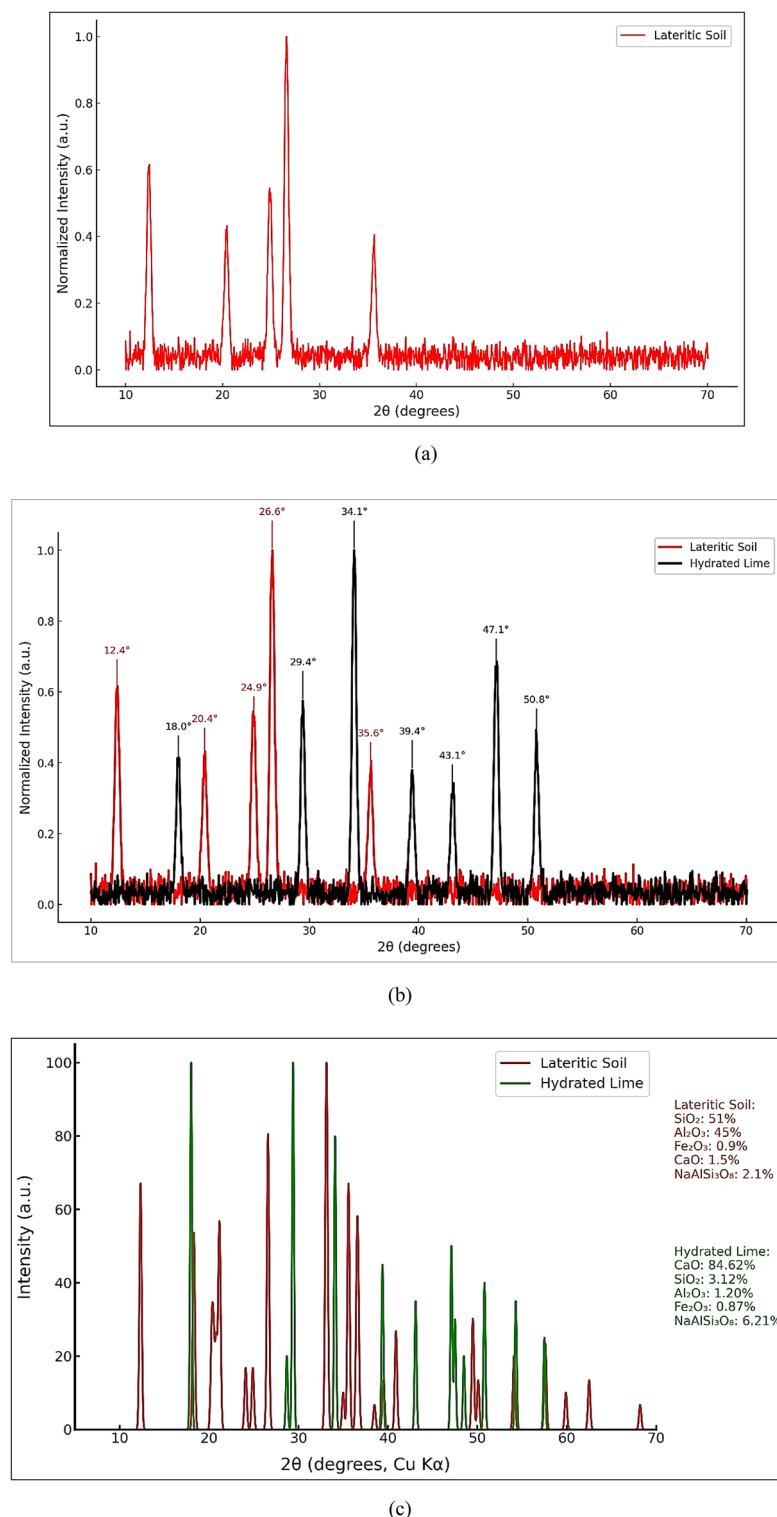 Lateritic Soil
1.0
0.8
0.6
0.4
0.2
0.0
Normalized Intensity (a.u.)
10 20 30 40 50 60 70
2θ (degrees)
(a)
26.6°
34.1°
12.4°
18.0°
20.4°
24.9°
29.4°
35.6°
39.4°
43.1°
47.1°
50.8°
Lateritic Soil
Hydrated Lime
1.0
0.8
0.6
0.4
0.2
0.0
Normalized Intensity (a.u.)
10 20 30 40 50 60 70
2θ (degrees)
(b)
Lateritic Soil
Hydrated Lime
100
80
60
40
20
0
Intensity (a.u.)
10 20 30 40 50 60 70
2θ (degrees, Cu Kα)
Lateritic Soil:
SiO₂: 51%
Al₂O₃: 45%
Fe₂O₃: 0.9%
CaO: 1.5%
NaAlSi₃O₈: 2.1%
Hydrated Lime:
CaO: 84.62%
SiO₂: 3.12%
Al₂O₃: 1.20%
Fe₂O₃: 0.87%
NaAlSi₃O₈: 6.21%
(c)